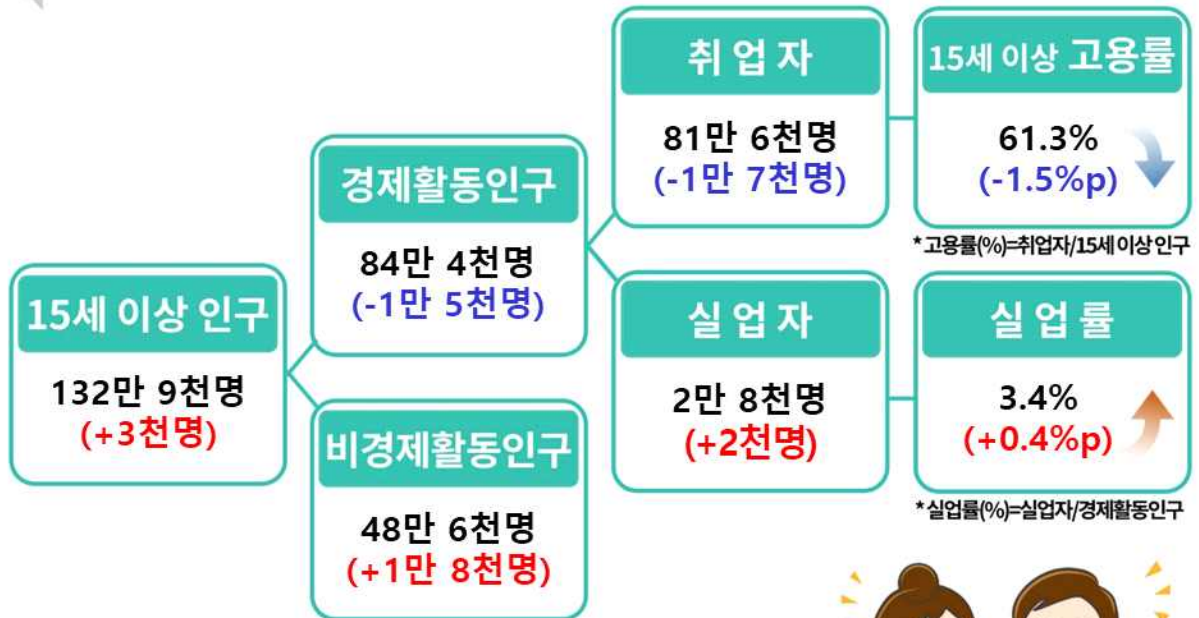 15세 이상 인구
132만 9천명
(+3천명)
경제활동인구
84만 4천명
(-1만 5천명)
비경제활동인구
48만 6천명
(+1만 8천명)
취 업 자
81만 6천명
(-1만 7천명)
15세 이상 고용률
61.3%
(-1.5%p)
* 고용률(%)=취업자/15세 이상 인구
실 업 자
2만 8천명
(+2천명)
실 업 률
3.4%
(+0.4%p)
* 실업률(%)=실업자/경제활동인구